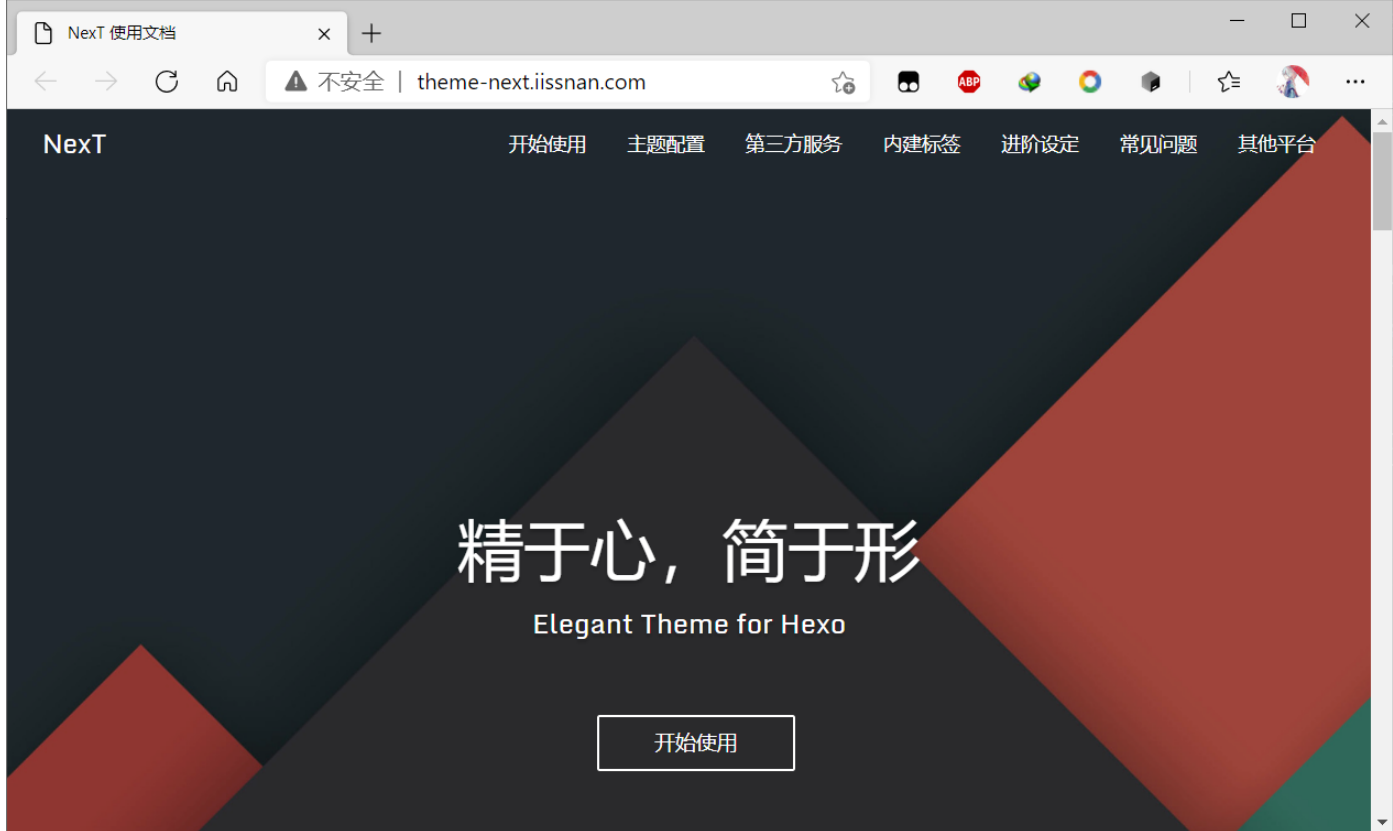 NexT 使用文档
不安全 | theme-next.iissnan.com
ABP
NexT 开始使用 主题配置 第三方服务 内建标签 进阶设定 常见问题 其他平台
精于心，简于形
Elegant Theme for Hexo
开始使用